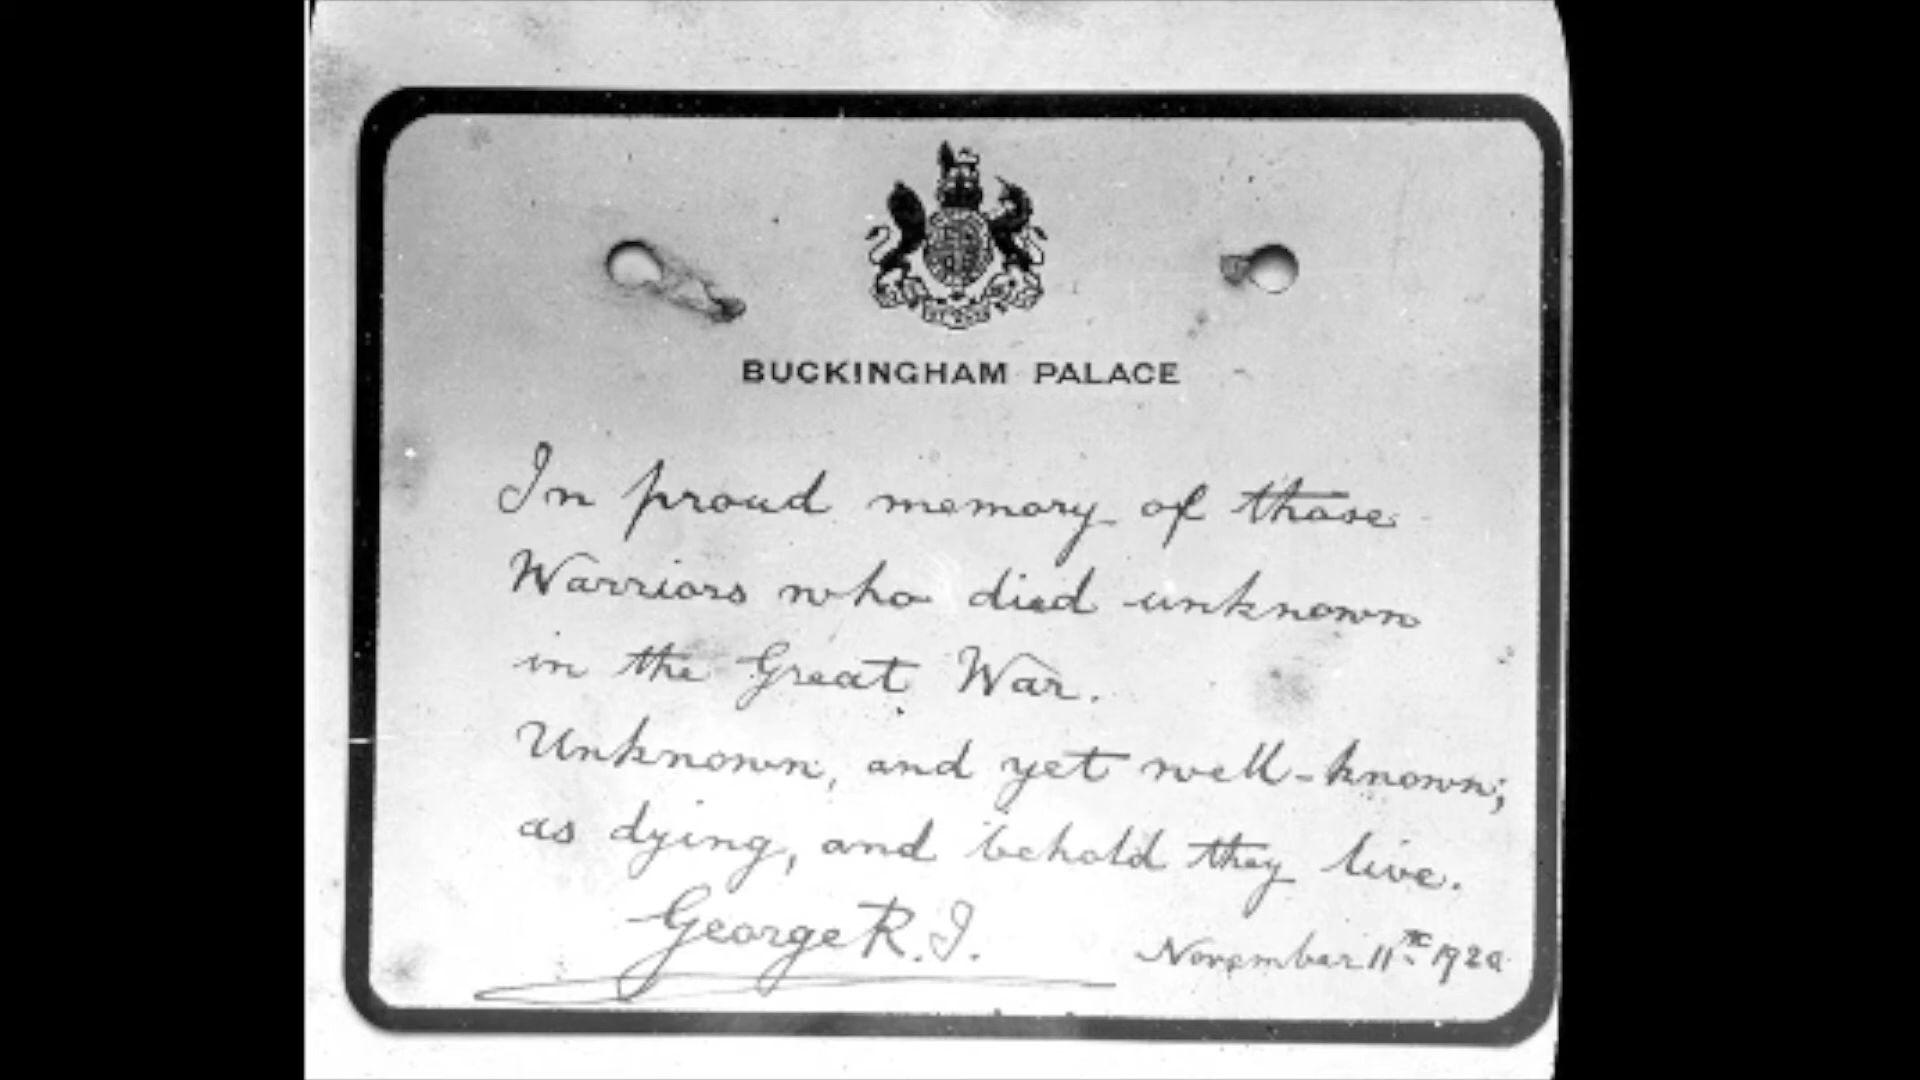 BUCKINGHAM PALACE
In proud memory of those
Warriors who died unknown
in the Great War.
Unknown, and yet well-known;
as dying, and behold they live.
George R.I.
November 11th 1920